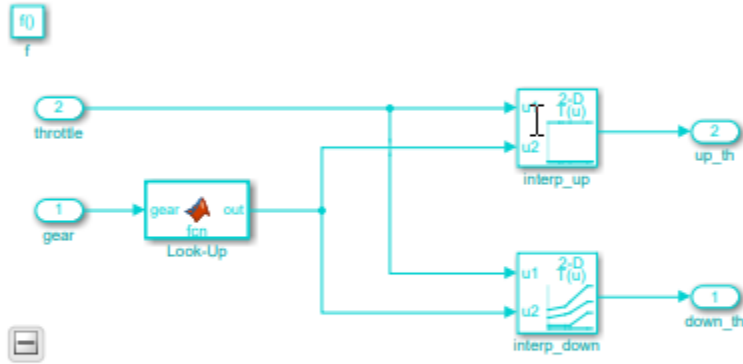 f()
f
2
throttle
1
gear
gear
out
fcn
Look-Up
u1
u2
2-D
T(u)
interp_up
2
up_th
u1
u2
2-D
T(u)
interp_down
1
down_th